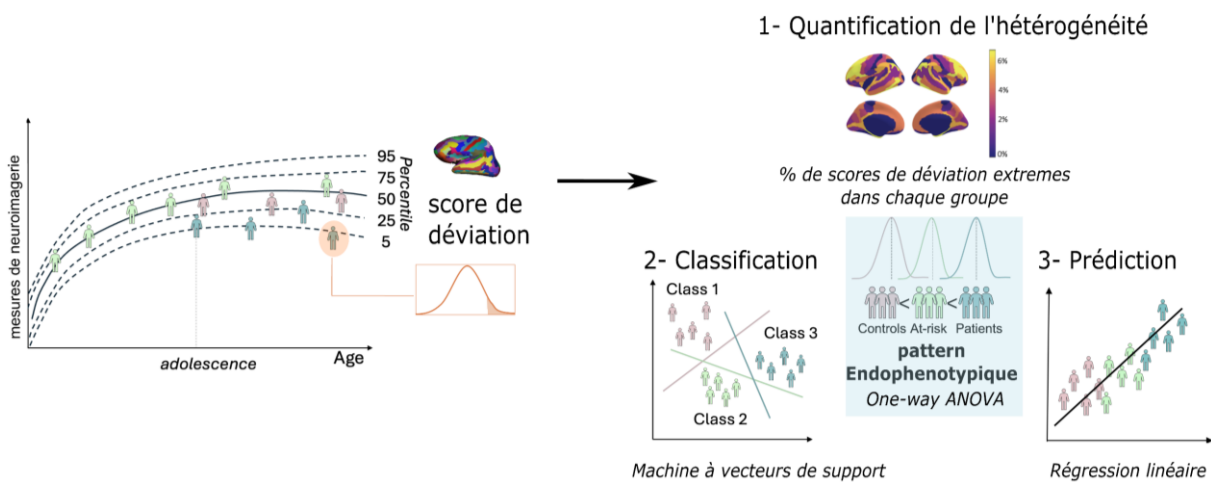 mesures de neuroimagerie
95
75
50
25
5
Percentile
adolescence
Age
score de
déviation
1- Quantification de l'hétérogénéité
6%
4%
2%
0%
% de scores de déviation extremes
dans chaque groupe
2- Classification
Class 1
Class 3
Class 2
Machine à vecteurs de support
< <
Controls At-risk Patients
pattern
Endophenotypique
One-way ANOVA
3- Prédiction
Régression linéaire